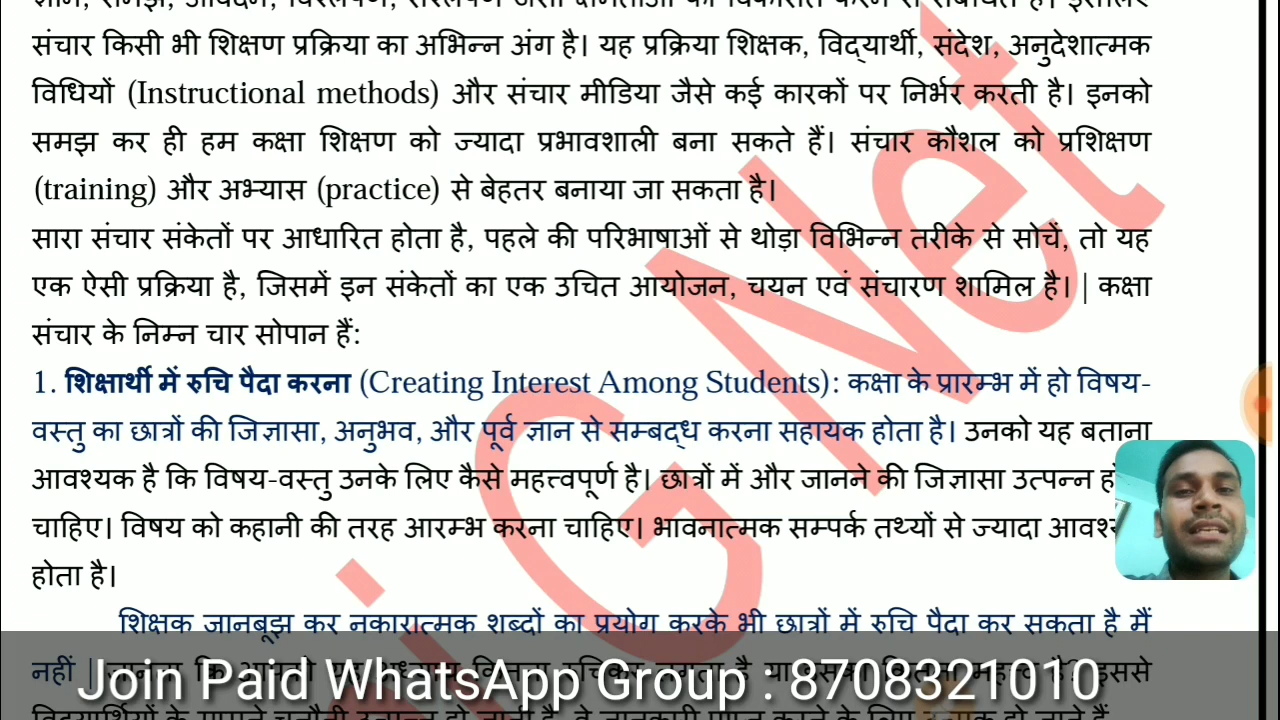 संचार किसी भी शिक्षण प्रक्रिया का अभिन्न अंग है। यह प्रक्रिया शिक्षक, विद्यार्थी, संदेश, अनुदेशात्मक
विधियों (Instructional methods) और संचार मीडिया जैसे कई कारकों पर निर्भर करती है। इनको
समझ कर ही हम कक्षा शिक्षण को ज्यादा प्रभावशाली बना सकते हैं। संचार कौशल को प्रशिक्षण
(training) और अभ्यास (practice) से बेहतर बनाया जा सकता है।
सारा संचार संकेतों पर आधारित होता है, पहले की परिभाषाओं से थोड़ा विभिन्न तरीके से सोचें, तो यह
एक ऐसी प्रक्रिया है, जिसमें इन संकेतों का एक उचित आयोजन, चयन एवं संचारण शामिल है। | कक्षा
संचार के निम्न चार सोपान हैं:
1. शिक्षार्थी में रुचि पैदा करना (Creating Interest Among Students): कक्षा के प्रारम्भ में हो विषय-
वस्तु का छात्रों की जिज्ञासा, अनुभव, और पूर्व ज्ञान से सम्बद्ध करना सहायक होता है। उनको यह बताना
आवश्यक है कि विषय-वस्तु उनके लिए कैसे महत्त्वपूर्ण है। छात्रों में और जानने की जिज्ञासा उत्पन्न
चाहिए। विषय को कहानी की तरह आरम्भ करना चाहिए। भावनात्मक सम्पर्क तथ्यों से ज्यादा
होता है।
शिक्षक जानबूझ कर नकारात्मक शब्दों का प्रयोग करके भी छात्रों में रुचि पैदा कर सकता है मैं
नहीं |
Join Paid WhatsApp Group : 8708321010
i G Net